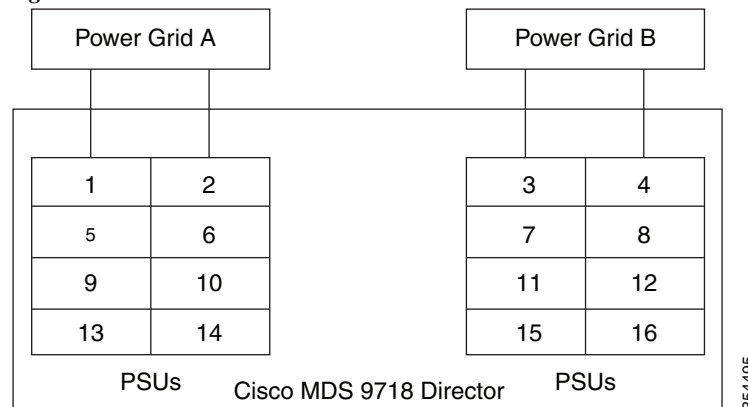 Power Grid A Power Grid B
1 2 3 4
5 6 7 8
9 10 11 12
13 14 15 16
PSUs Cisco MDS 9718 Director PSUs